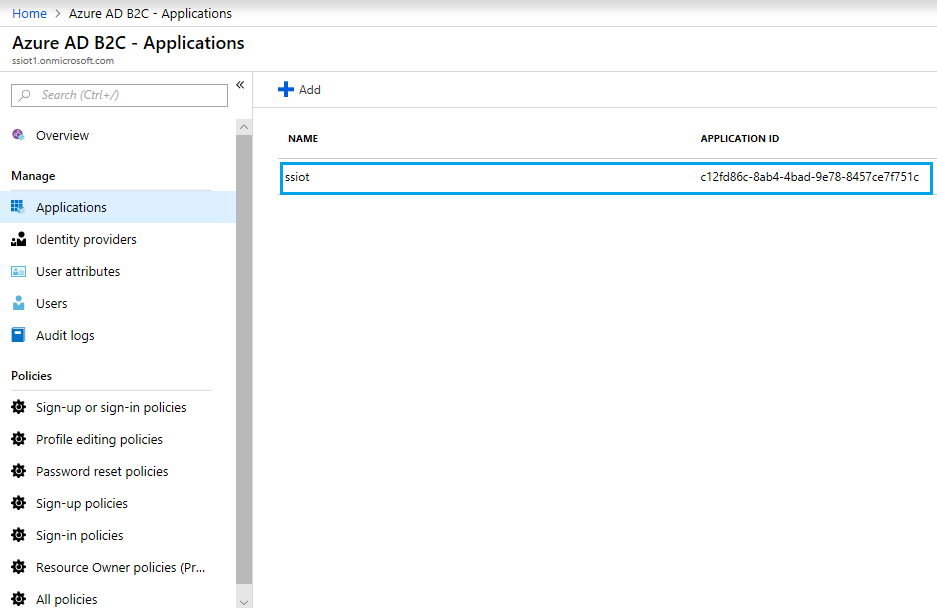 Home > Azure AD B2C - Applications
Azure AD B2C - Applications
ssiot1.onmicrosoft.com
Search (Ctrl+/)
«
Overview
Manage
Applications
Identity providers
User attributes
Users
Audit logs
Policies
Sign-up or sign-in policies
Profile editing policies
Password reset policies
Sign-up policies
Sign-in policies
Resource Owner policies (Pr...
All policies
Add
NAME APPLICATION ID
ssiot c12fd86c-8ab4-4bad-9e78-8457ce7f751c